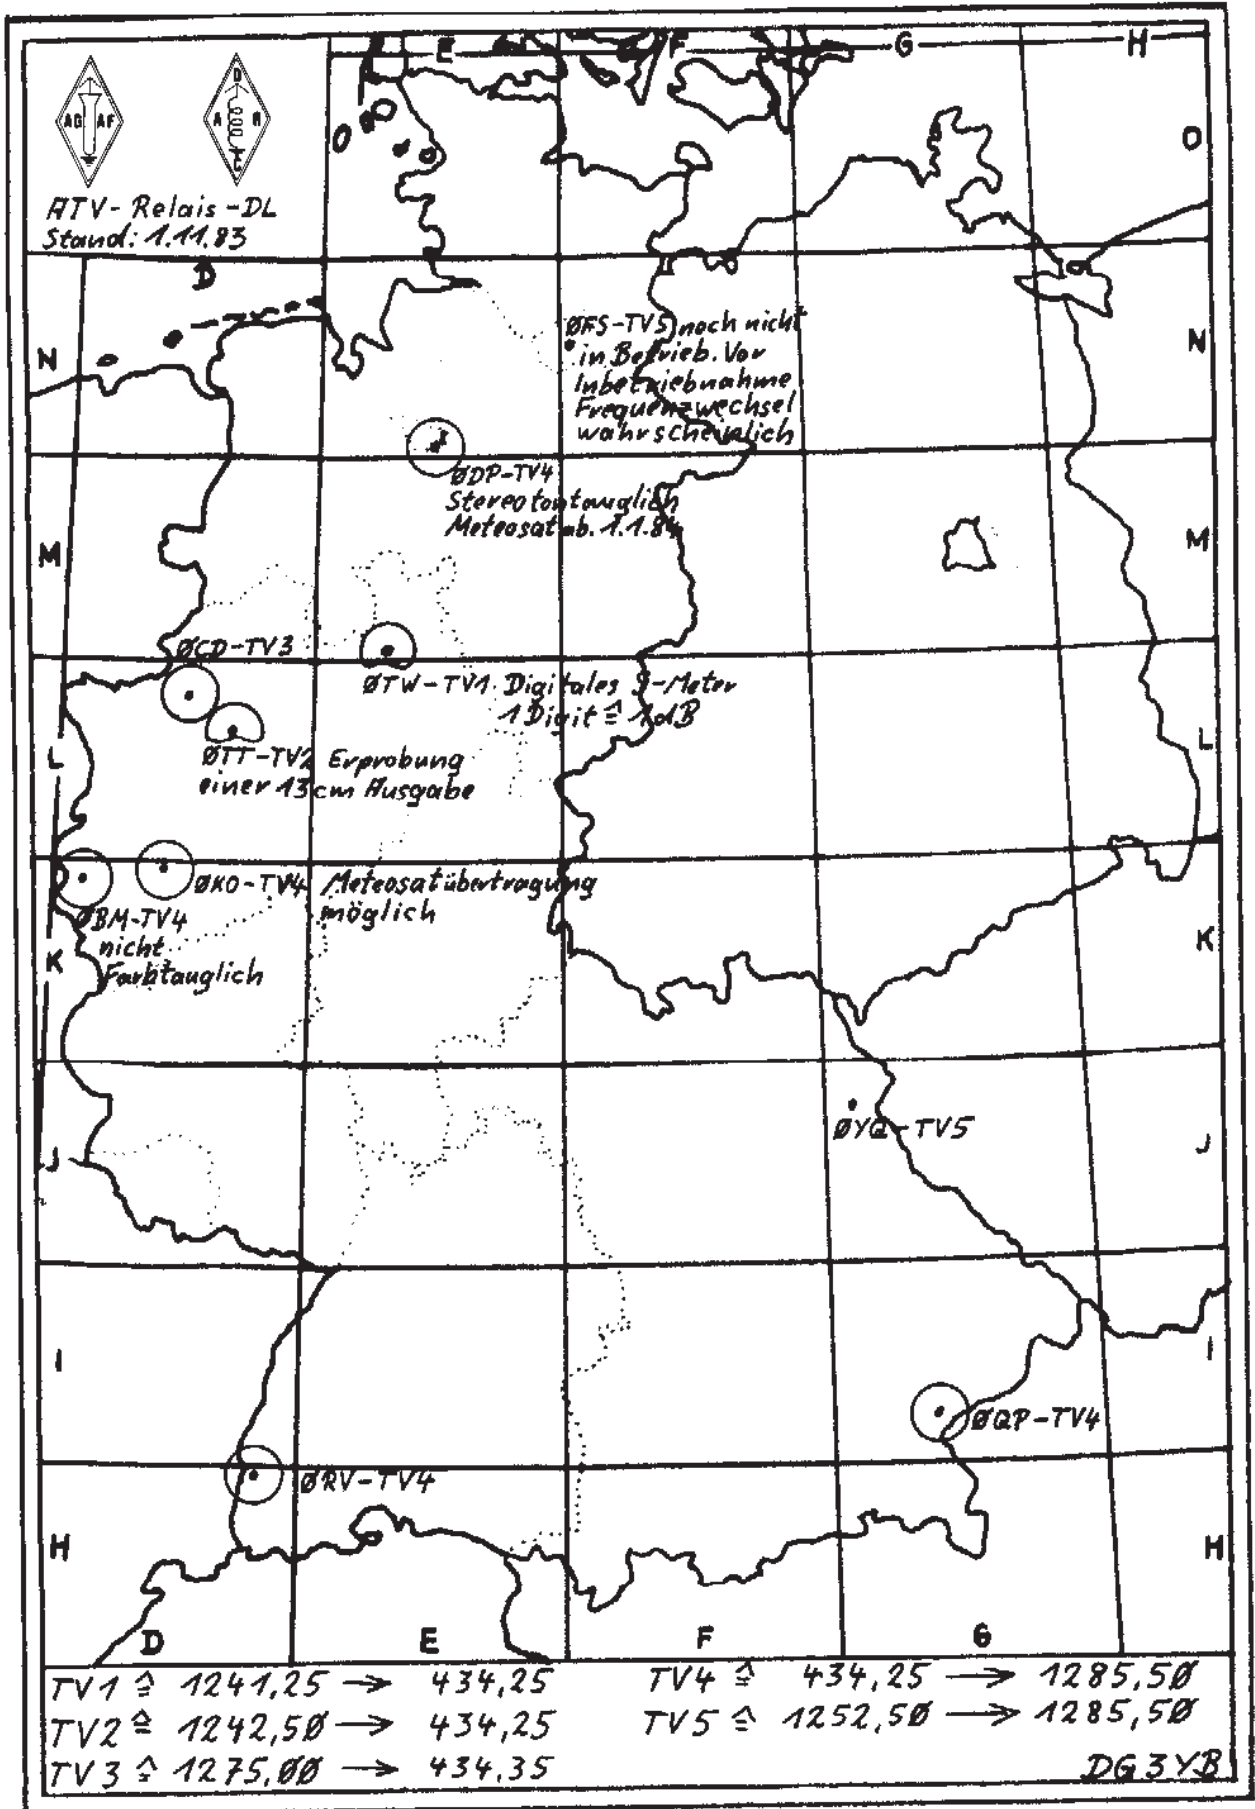 E F G H
AG AF
D
A R
C
O
ATV-Relais-DL
Stand: 1.11.83
D
ØFS-TV5 noch nicht
in Betrieb. Vor
Inbetriebnahme
Frequenzwechsel
wahrscheinlich
N N
ØDP-TV4
Stereotontauglich
Meteosat ab. 1.1.84
M M
ØCD-TV3
ØTW-TV1 Digitales S-Meter
1 Digit ≙ 1dB
ØTT-TV2 Erprobung
einer 13cm Ausgabe
L L
ØKO-TV4 Meteosatübertragung
möglich
ØBM-TV4
nicht
Farbtauglich
K K
ØYQ-TV5
J J
I I
ØQP-TV4
ØRV-TV4
H H
D E F G
TV1 ≙ 1241,25 → 434,25
TV2 ≙ 1242,5Ø → 434,25
TV3 ≙ 1275,ØØ → 434,35
TV4 ≙ 434,25 → 1285,5Ø
TV5 ≙ 1252,5Ø → 1285,5Ø
DG3YB